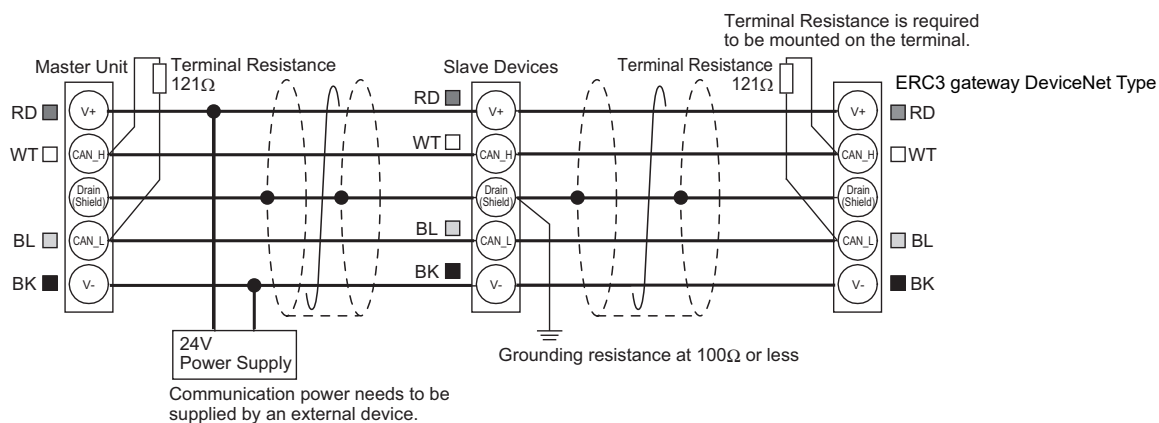 Terminal Resistance is required
to be mounted on the terminal.
Master Unit
Terminal Resistance
121Ω
Slave Devices
Terminal Resistance
121Ω
ERC3 gateway DeviceNet Type
RD
V+
RD
V+
V+
RD
WT
CAN_H
WT
CAN_H
CAN_H
WT
Drain
(Shield)
Drain
(Shield)
Drain
(Shield)
BL
CAN_L
BL
CAN_L
CAN_L
BL
BK
V-
BK
V-
V-
BK
24V
Power Supply
Grounding resistance at 100Ω or less
Communication power needs to be
supplied by an external device.